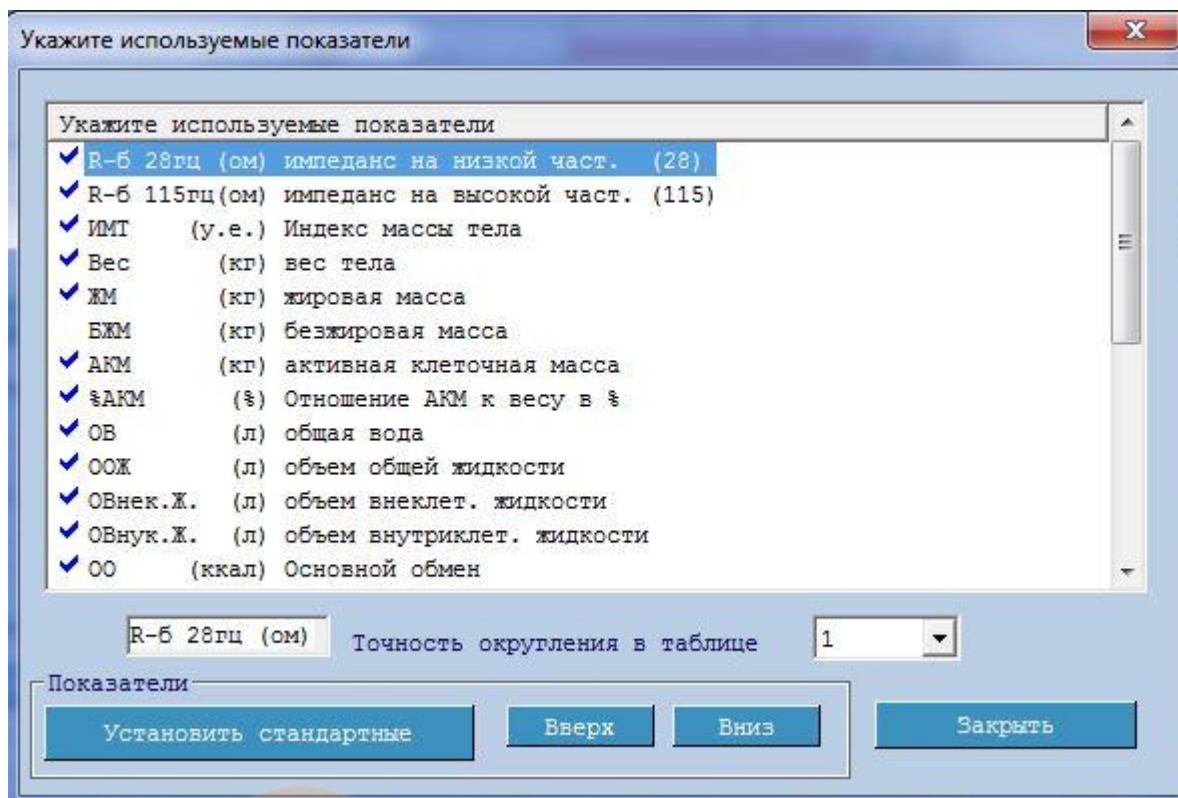 Укажите используемые показатели
Укажите используемые показатели
R-б 28гц (ом) импеданс на низкой част. (28)
R-б 115гц(ом) импеданс на высокой част. (115)
ИМТ (у.е.) Индекс массы тела
Вес (кг) вес тела
ЖМ (кг) жировая масса
БЖМ (кг) безжировая масса
АКМ (кг) активная клеточная масса
%АКМ (%) Отношение АКМ к весу в %
ОВ (л) общая вода
ООЖ (л) объем общей жидкости
ОВнек.Ж. (л) объем внеклет. жидкости
ОВнук.Ж. (л) объем внутриклет. жидкости
ОО (ккал) Основной обмен
R-б 28гц (ом) Точность округления в таблице 1
Показатели
Установить стандартные Вверх Вниз Закрыть